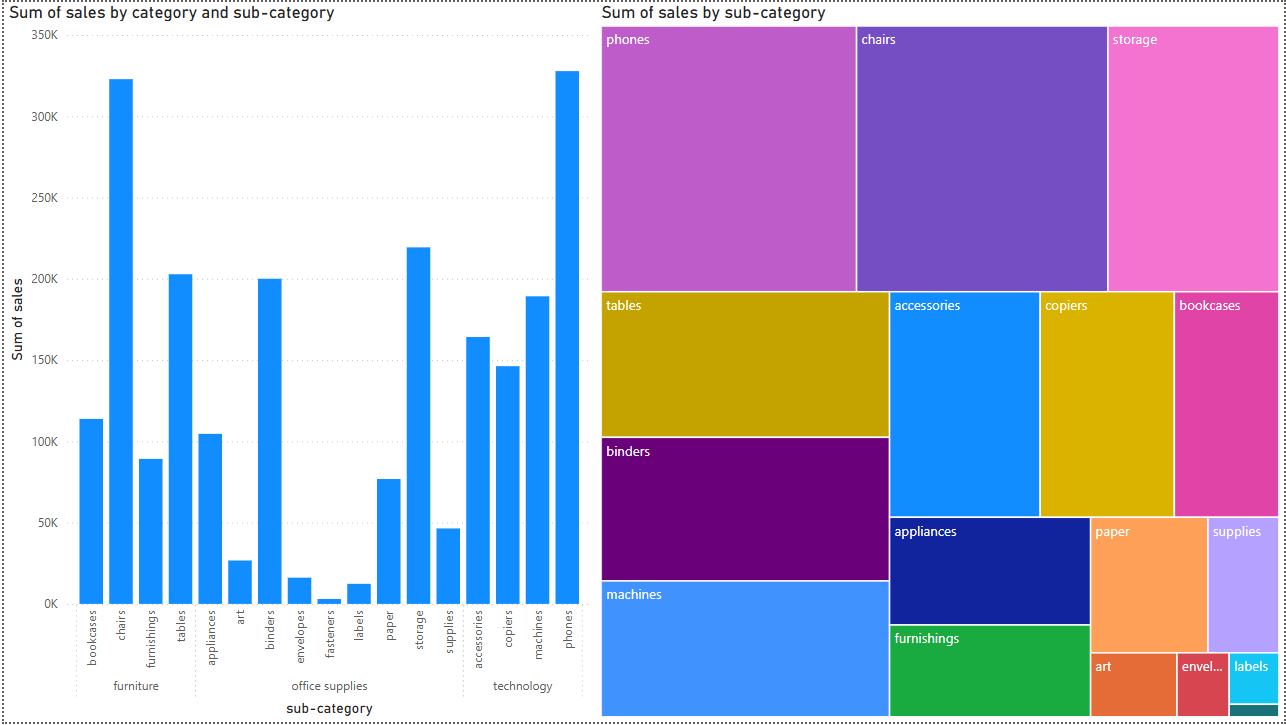 Sum of sales by category and sub-category
350K
300K
250K
200K
150K
100K
50K
0K
Sum of sales
bookcases
chairs
furnishings
tables
appliances
art
binders
envelopes
fasteners
labels
paper
storage
supplies
accessories
copiers
machines
phones
furniture
office supplies
technology
sub-category
Sum of sales by sub-category
phones
chairs
storage
tables
accessories
copiers
bookcases
binders
appliances
paper
supplies
machines
furnishings
art
envel...
labels